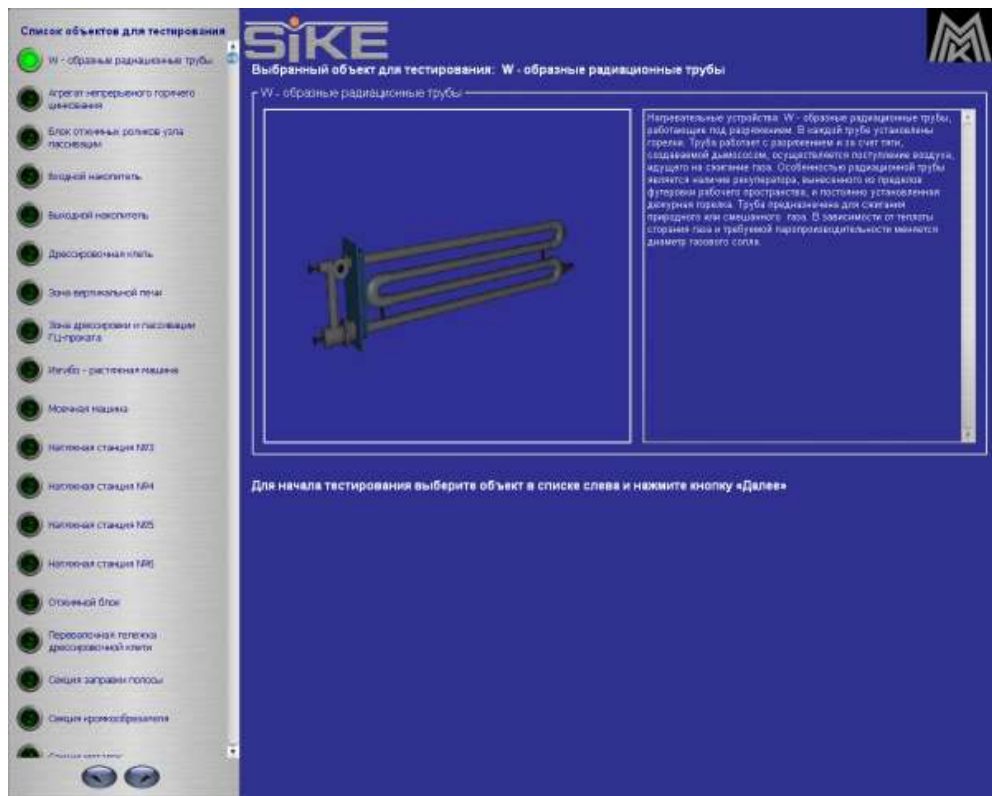 Список объектов для тестирования
W - образные радиационные трубы
Агрегат непрерывного горячего
цинкования
Блок отжимных роликов узла
пассивации
Входной накопитель
Выходной накопитель
Дрессировочная клеть
Зона вертикальной печи
Зона дрессировки и пассивации
ГЦ-проката
Изгибо - растяжная машина
Моечная машина
Натяжная станция №3
Натяжная станция №4
Натяжная станция №5
Натяжная станция №6
Отжимной блок
Перевалочная тележка
дрессировочной клети
Секция заправки полосы
Секция кромкообрезателя
SiKE
Выбранный объект для тестирования: W - образные радиационные трубы
W - образные радиационные трубы
Нагревательные устройства: W - образные радиационные трубы,
работающие под разряжением. В каждой трубе установлены
горелки. Труба работает с разряжением и за счет тяги,
создаваемой дымососом, осуществляется поступление воздуха,
идущего на сжигание газа. Особенностью радиационной трубы
является наличие рекуператора, вынесенного из пределов
футеровки рабочего пространства, и постоянно установленная
дежурная горелка. Труба предназначена для сжигания
природного или смешанного газа. В зависимости от теплоты
сгорания газа и требуемой паропроизводительности меняется
диаметр газового сопла.
Для начала тестирования выберите объект в списке слева и нажмите кнопку «Далее»